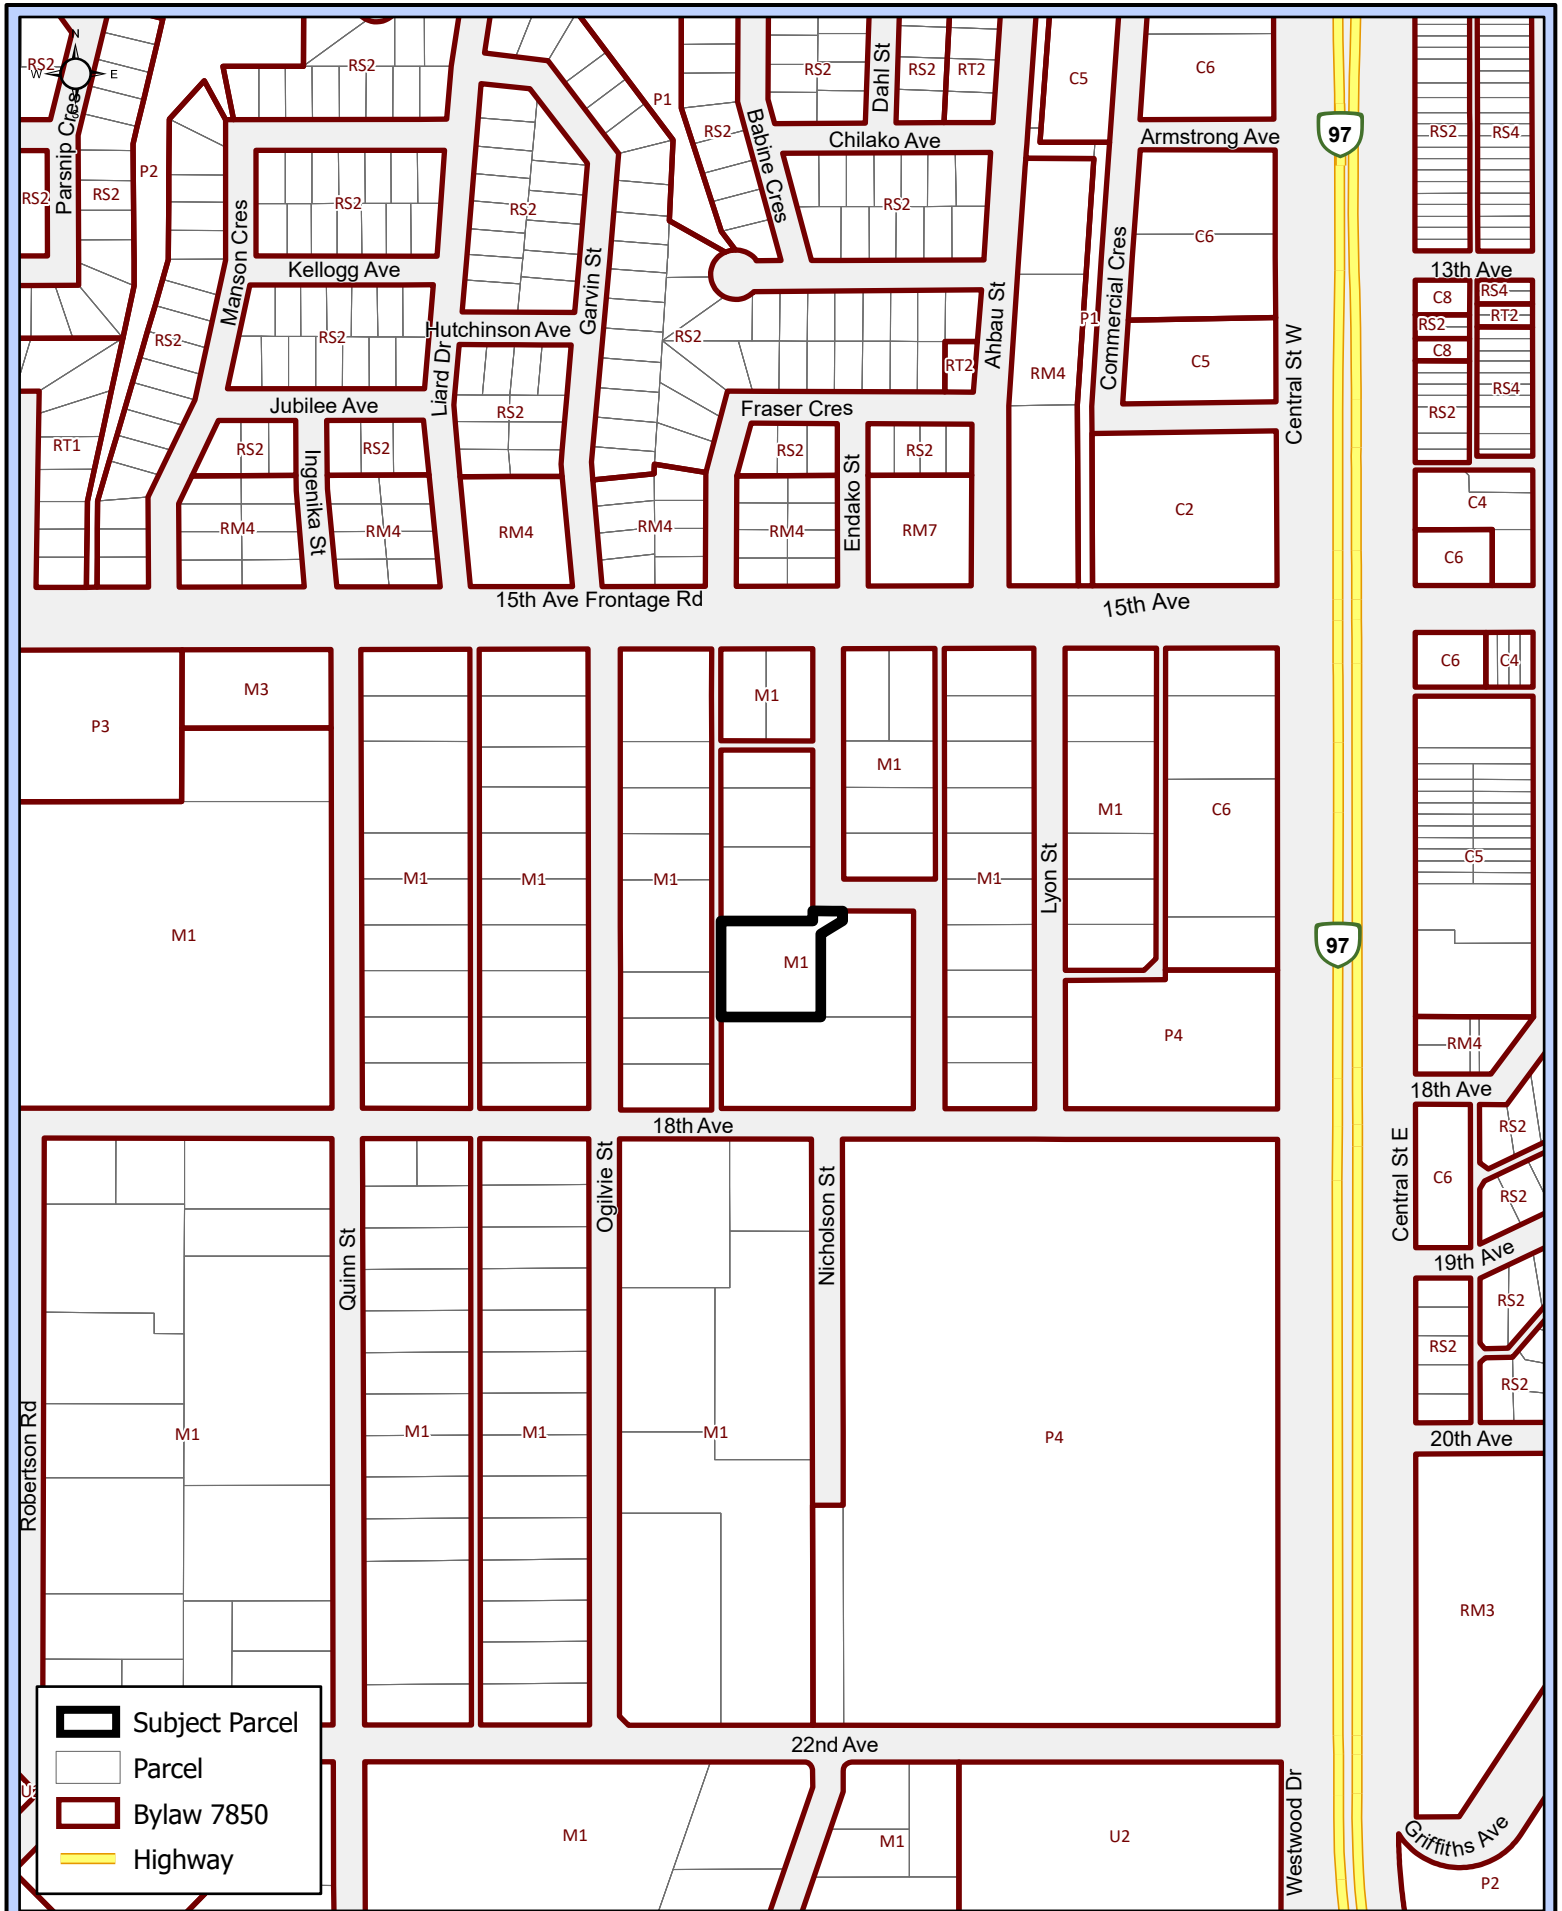 N
W
E
RS2
RS2
RS2
Dahl St
RS2
RT2
C5
C6
RS2
RS4
97
P1
RS2
Parsnip Cres
P2
RS2
RS2
Manson Cres
RS2
RS2
Babine Cres
Chilako Ave
RS2
Armstrong Ave
C6
Kellogg Ave
Garvin St
Hutchinson Ave
Liard Dr
RS2
RS2
RS2
RT2
Ahbau St
P1
Commercial Cres
RM4
C5
Central St W
13th Ave
C8
RS4
RS2
RT2
C8
RS2
RS4
Jubilee Ave
RS2
Fraser Cres
RT1
RS2
RS2
RS2
RS2
Ingenika St
Endako St
RM4
RM4
RM4
RM4
RM4
RM7
C2
C4
C6
15th Ave Frontage Rd
15th Ave
P3
M3
M1
M1
M1
C6
C6
C4
C5
M1
M1
M1
M1
M1
Lyon St
M1
M1
97
P4
RM4
18th Ave
18th Ave
Ogilvie St
Nicholson St
Quinn St
Central St E
C6
RS2
RS2
19th Ave
RS2
RS2
RS2
20th Ave
Robertson Rd
M1
M1
M1
M1
P4
RM3
22nd Ave
M1
M1
U2
Westwood Dr
Griffiths Ave
P2
Subject Parcel
Parcel
Bylaw 7850
Highway